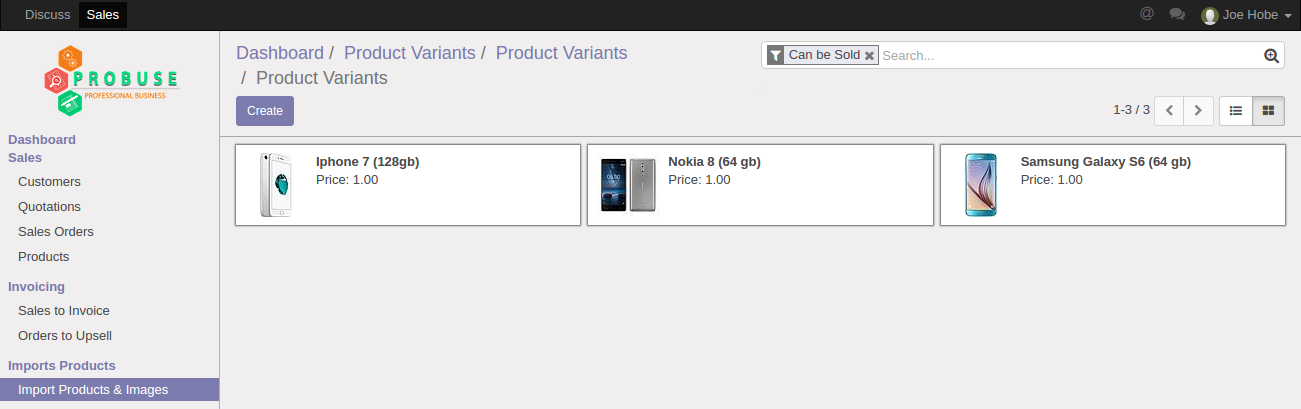 Discuss Sales @ Joe Hobe
PROBUSE
PROFESSIONAL BUSINESS
Dashboard
Sales
Customers
Quotations
Sales Orders
Products
Invoicing
Sales to Invoice
Orders to Upsell
Imports Products
Import Products & Images
Dashboard / Product Variants / Product Variants
/ Product Variants
Can be Sold Search...
Create
1-3 / 3
Iphone 7 (128gb)
Price: 1.00
Nokia 8 (64 gb)
Price: 1.00
Samsung Galaxy S6 (64 gb)
Price: 1.00